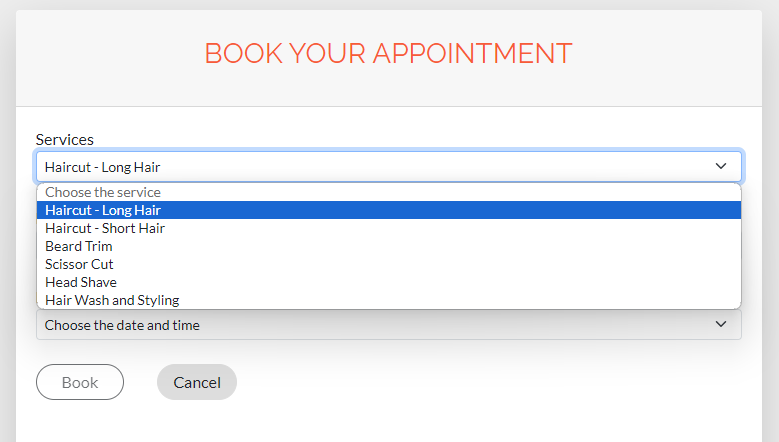 BOOK YOUR APPOINTMENT
Services
Haircut - Long Hair
Choose the service
Haircut - Long Hair
Haircut - Short Hair
Beard Trim
Scissor Cut
Head Shave
Hair Wash and Styling
Choose the date and time
Book
Cancel